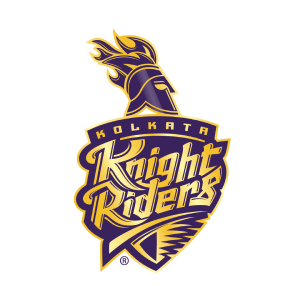 KOLKATA
Knight
Riders
®